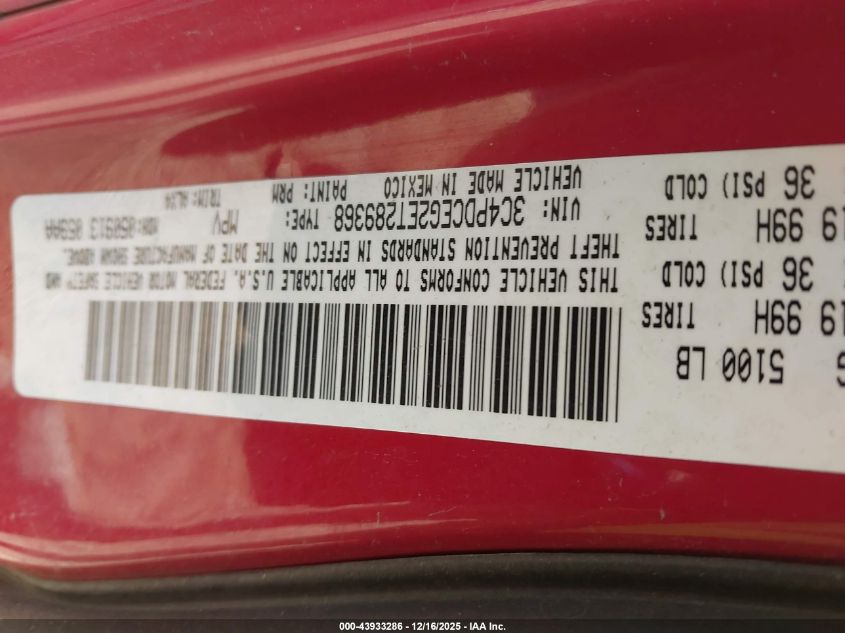 G 5100 LB
19 99H TIRES
36 PSI) COLD
19 99H TIRES
36 PSI) COLD
THIS VEHICLE CONFORMS TO ALL APPLICABLE U.S.A. FEDERAL MOTOR VEHICLE SAFETY AND
THEFT PREVENTION STANDARDS IN EFFECT ON THE DATE OF MANUFACTURE SHOWN ABOVE.
VIN: 3C4PDCEG2ET289368 TYPE: MPV
VEHICLE MADE IN MEXICO PAINT: PRM
000-43933286 - 12/16/2025 - IAA Inc.